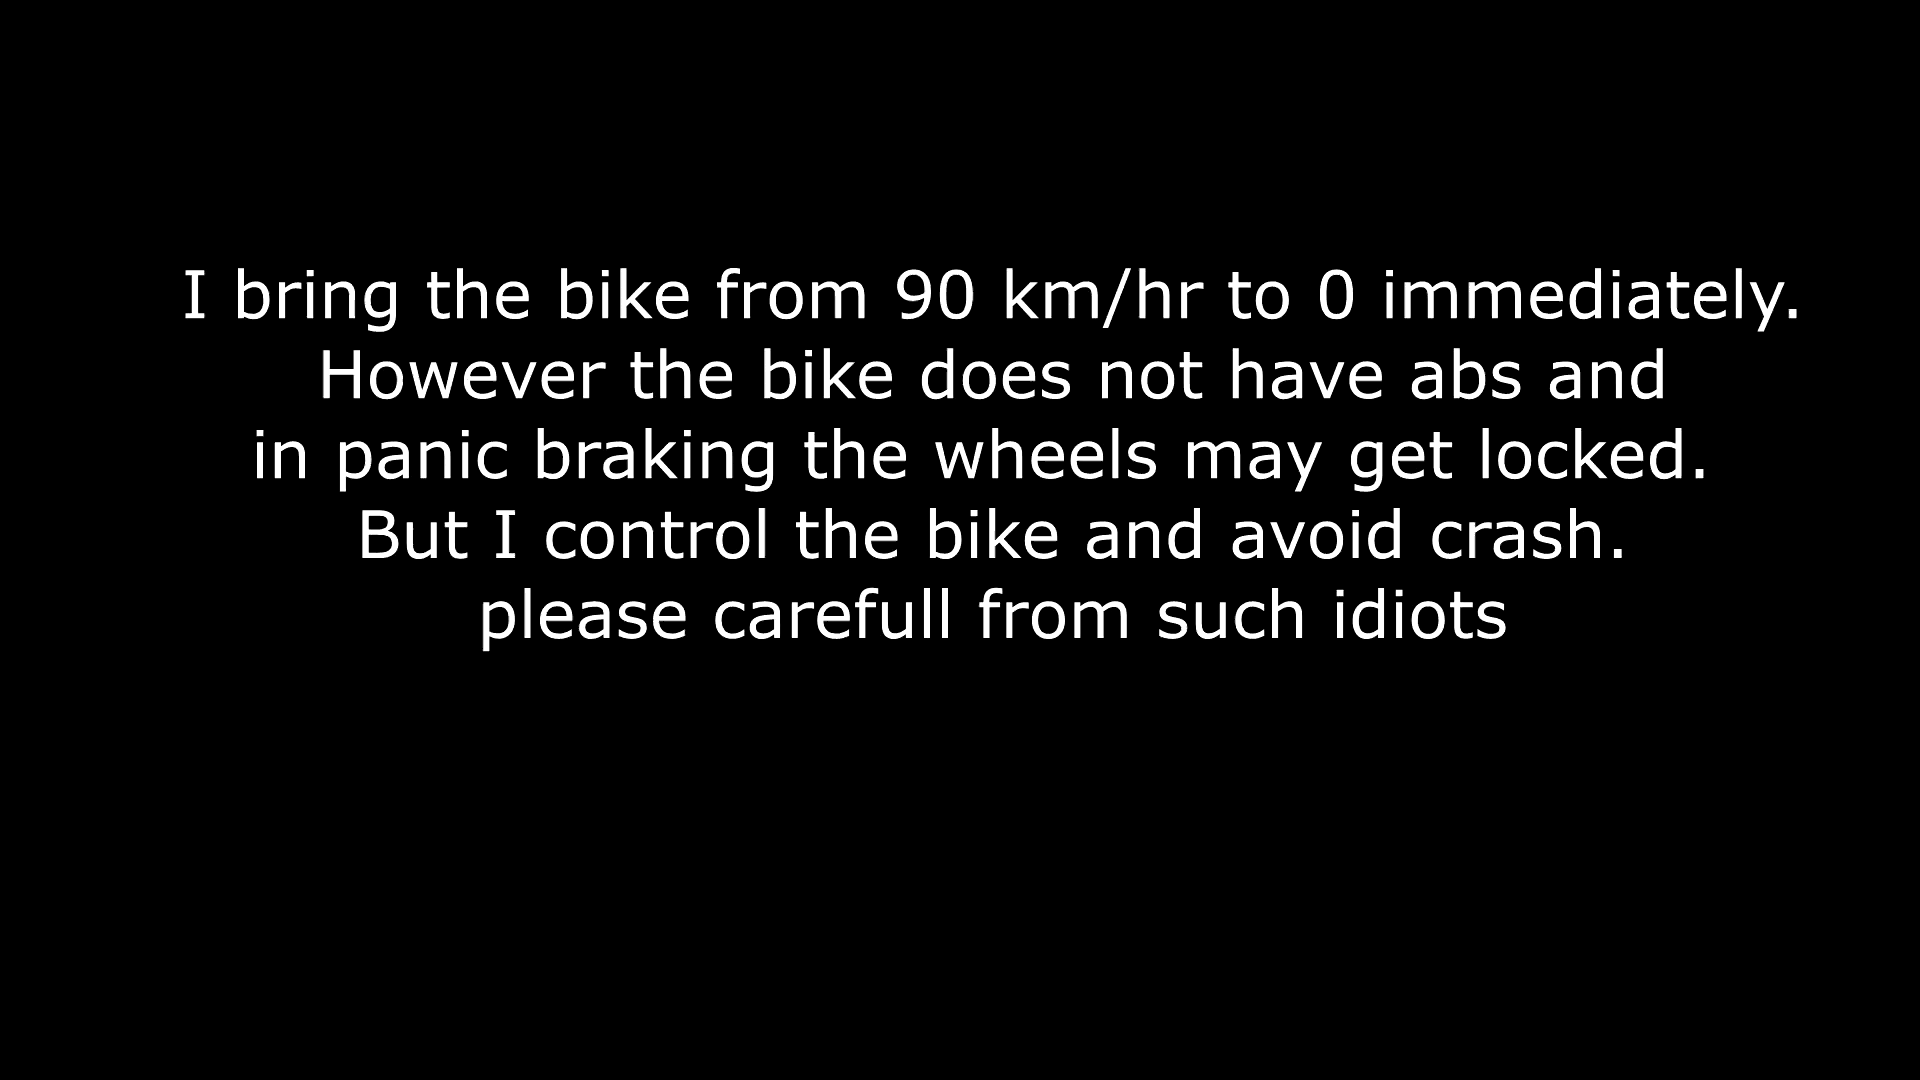 I bring the bike from 90 km/hr to 0 immediately.
However the bike does not have abs and
in panic braking the wheels may get locked.
But I control the bike and avoid crash.
please carefull from such idiots